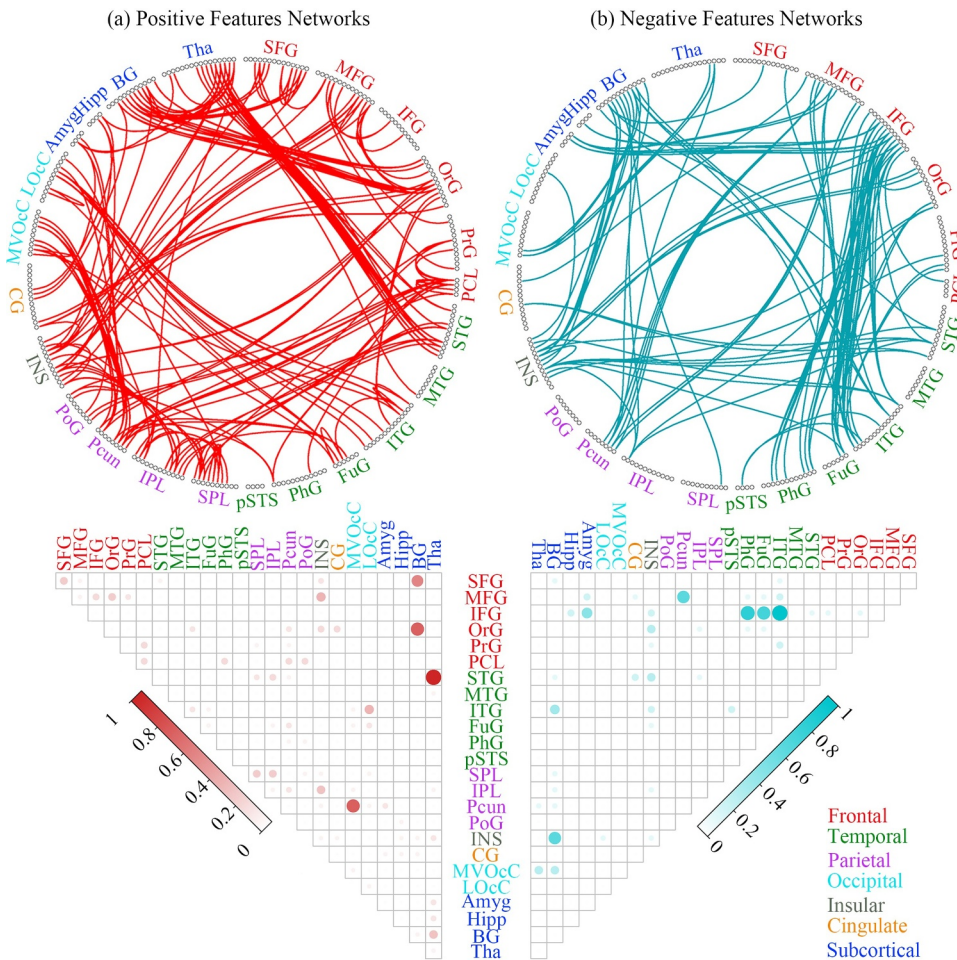 (a) Positive Features Networks
(b) Negative Features Networks
Tha
SFG
MFG
IFG
OrG
PrG
PCL
STG
MTG
ITG
FuG
PhG
pSTS
SPL
IPL
Pcun
PoG
INS
CG
MVOcC
LOcC
Amyg
Hipp
BG
Tha
SFG
MFG
IFG
OrG
STG
MTG
ITG
FuG
PhG
pSTS
SPL
IPL
Pcun
PoG
INS
CG
MVOcC
LOcC
Amyg
Hipp
BG
SFG
MFG
IFG
OrG
PrG
PCL
STG
MTG
ITG
FuG
PhG
pSTS
SPL
IPL
Pcun
PoG
INS
CG
MVOcC
LOcC
Amyg
Hipp
BG
Tha
Tha
BG
Hipp
Amyg
LOcC
MVOcC
CG
INS
PoG
Pcun
IPL
SPL
pSTS
PhG
FuG
ITG
MTG
STG
PCL
PrG
OrG
IFG
MFG
SFG
SFG
MFG
IFG
OrG
PrG
PCL
STG
MTG
ITG
FuG
PhG
pSTS
SPL
IPL
Pcun
PoG
INS
CG
MVOcC
LOcC
Amyg
Hipp
BG
Tha
1
0.8
0.6
0.4
0.2
0
1
0.8
0.6
0.4
0.2
0
Frontal
Temporal
Parietal
Occipital
Insular
Cingulate
Subcortical